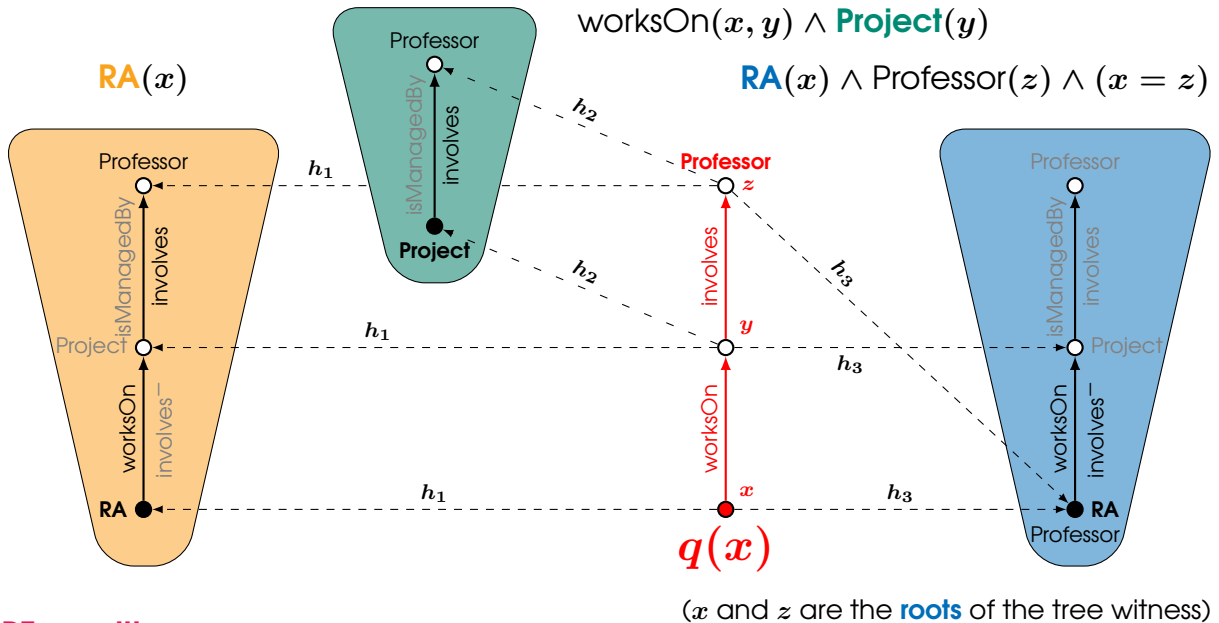 worksOn(x, y) ∧ Project(y)
RA(x)
RA(x) ∧ Professor(z) ∧ (x = z)
Professor
isManagedBy
involves
Project
h₂
h₂
Professor
isManagedBy
involves
Project
worksOn
involves⁻
RA
h₁
h₁
h₁
Professor
z
involves
y
worksOn
x
q(x)
h₃
h₃
h₃
Professor
isManagedBy
involves
Project
worksOn
involves⁻
RA
Professor
(x and z are the roots of the tree witness)